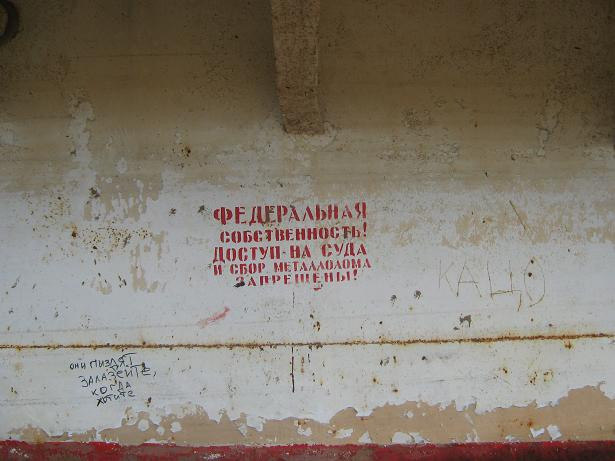 ФЕДЕРАЛЬНАЯ
СОБСТВЕННОСТЬ!
ДОСТУП НА СУДА
И СБОР МЕТАЛЛОЛОМА
ЗАПРЕЩЕНЫ!
КАЦО
ОНИ ПИЗДЯТ,
ЗАЛАЗЕЙТЕ,
КОГДА
ХОТИТЕ